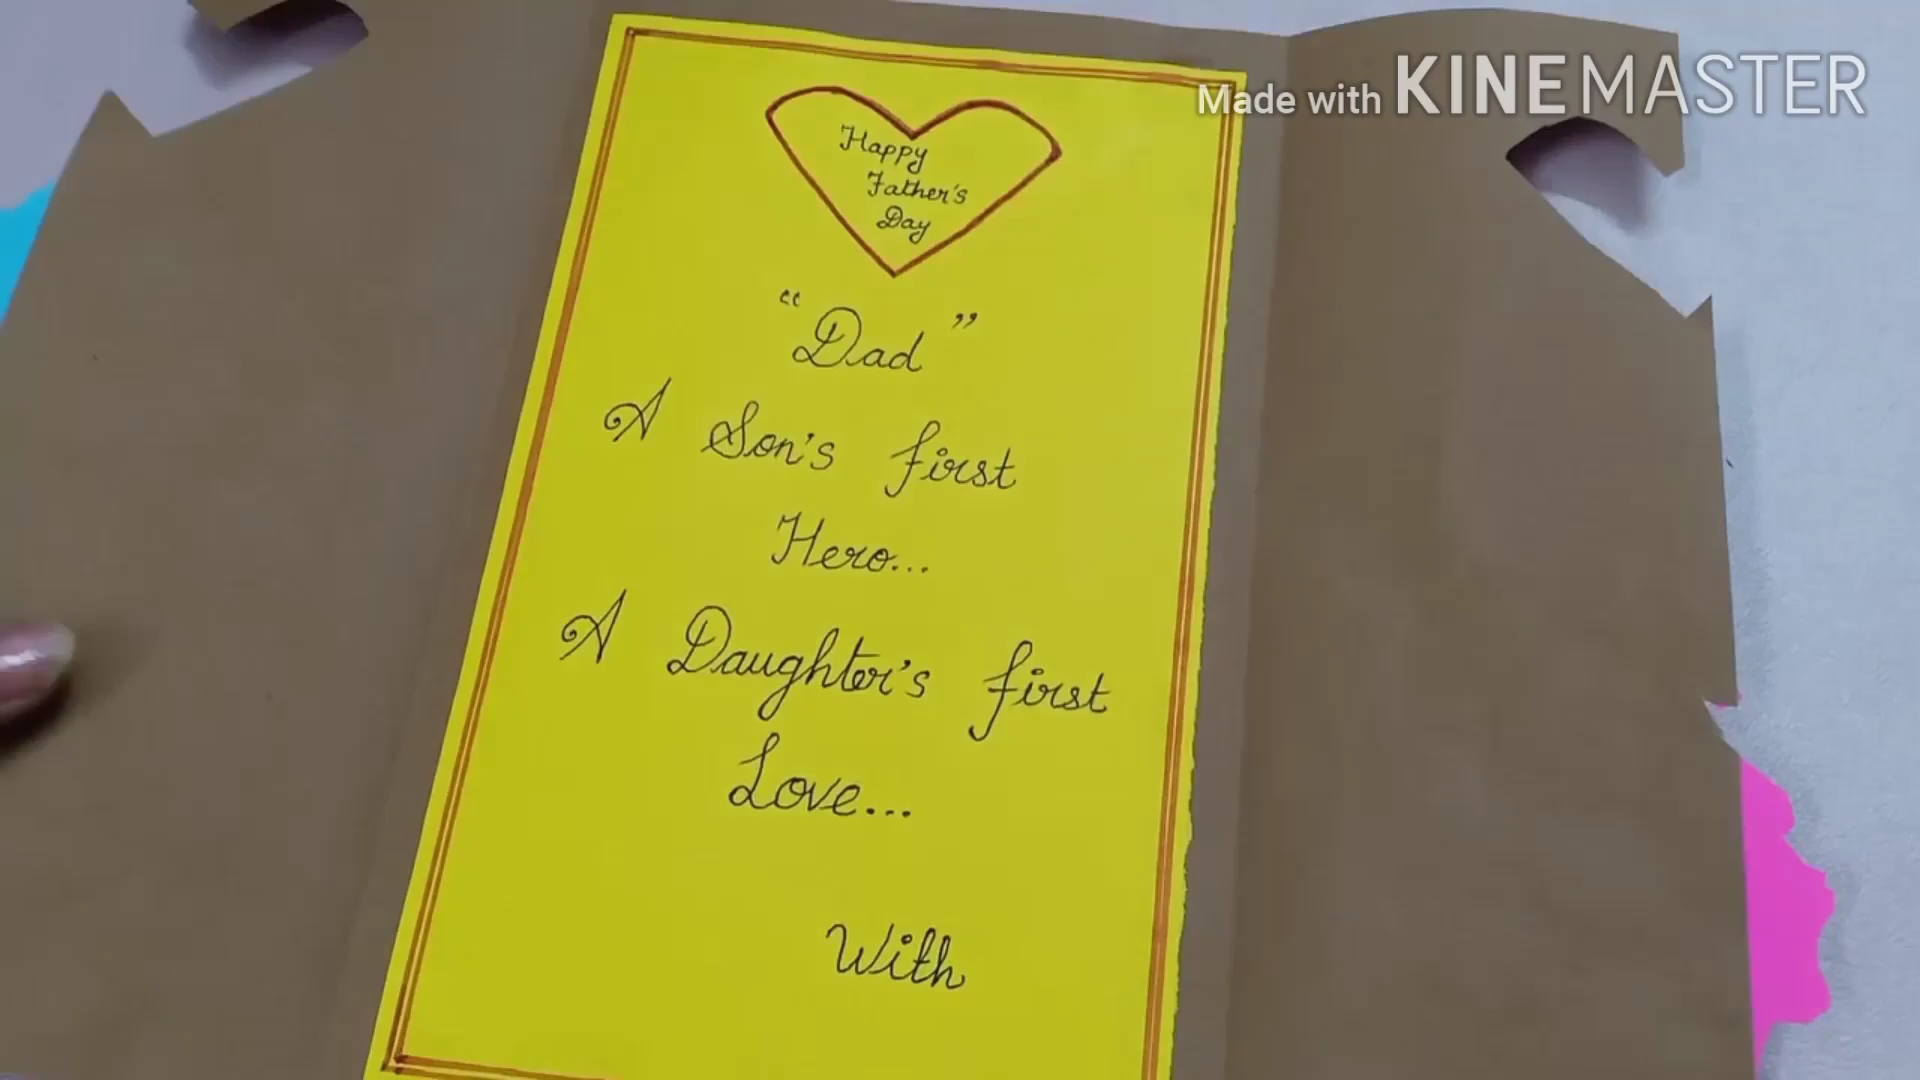 Made with KINEMASTER
Happy
Father's
Day
"Dad"
A Son's first
Hero...
A Daughter's first
Love...
With